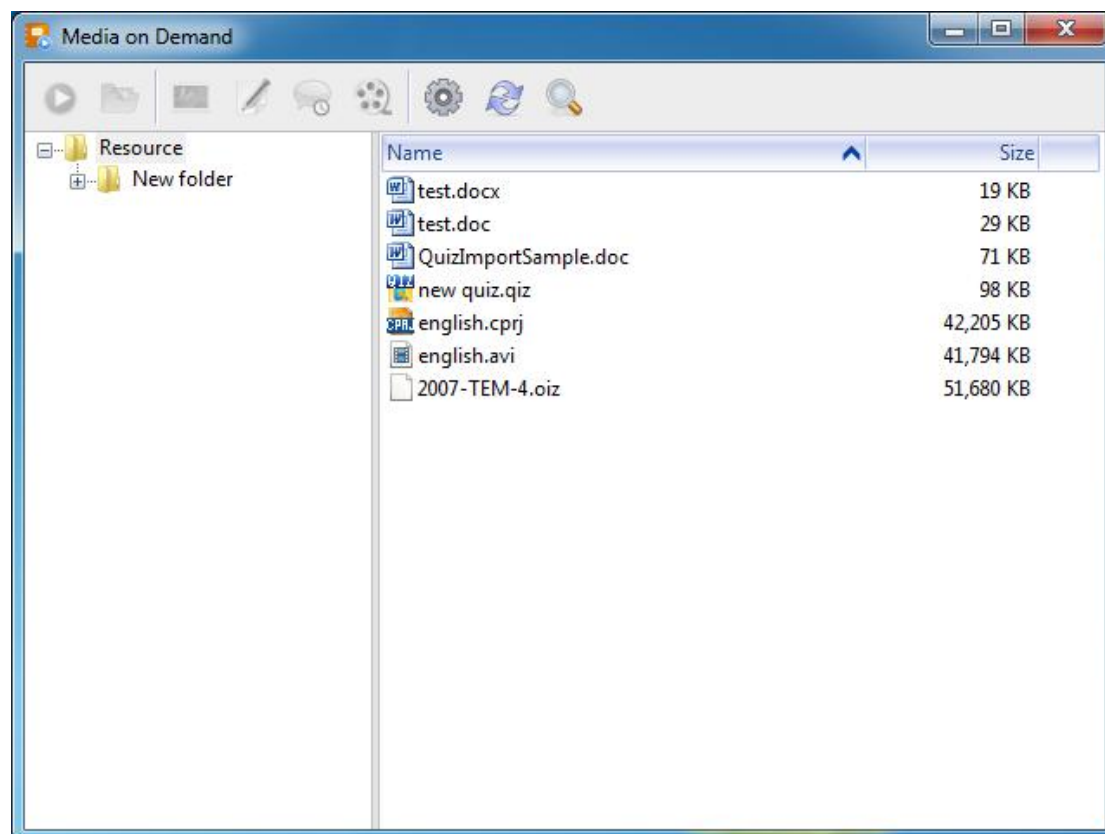 Media on Demand
Resource
New folder
Name Size
test.docx 19 KB
test.doc 29 KB
QuizImportSample.doc 71 KB
new quiz.qiz 98 KB
english.cprj 42,205 KB
english.avi 41,794 KB
2007-TEM-4.oiz 51,680 KB